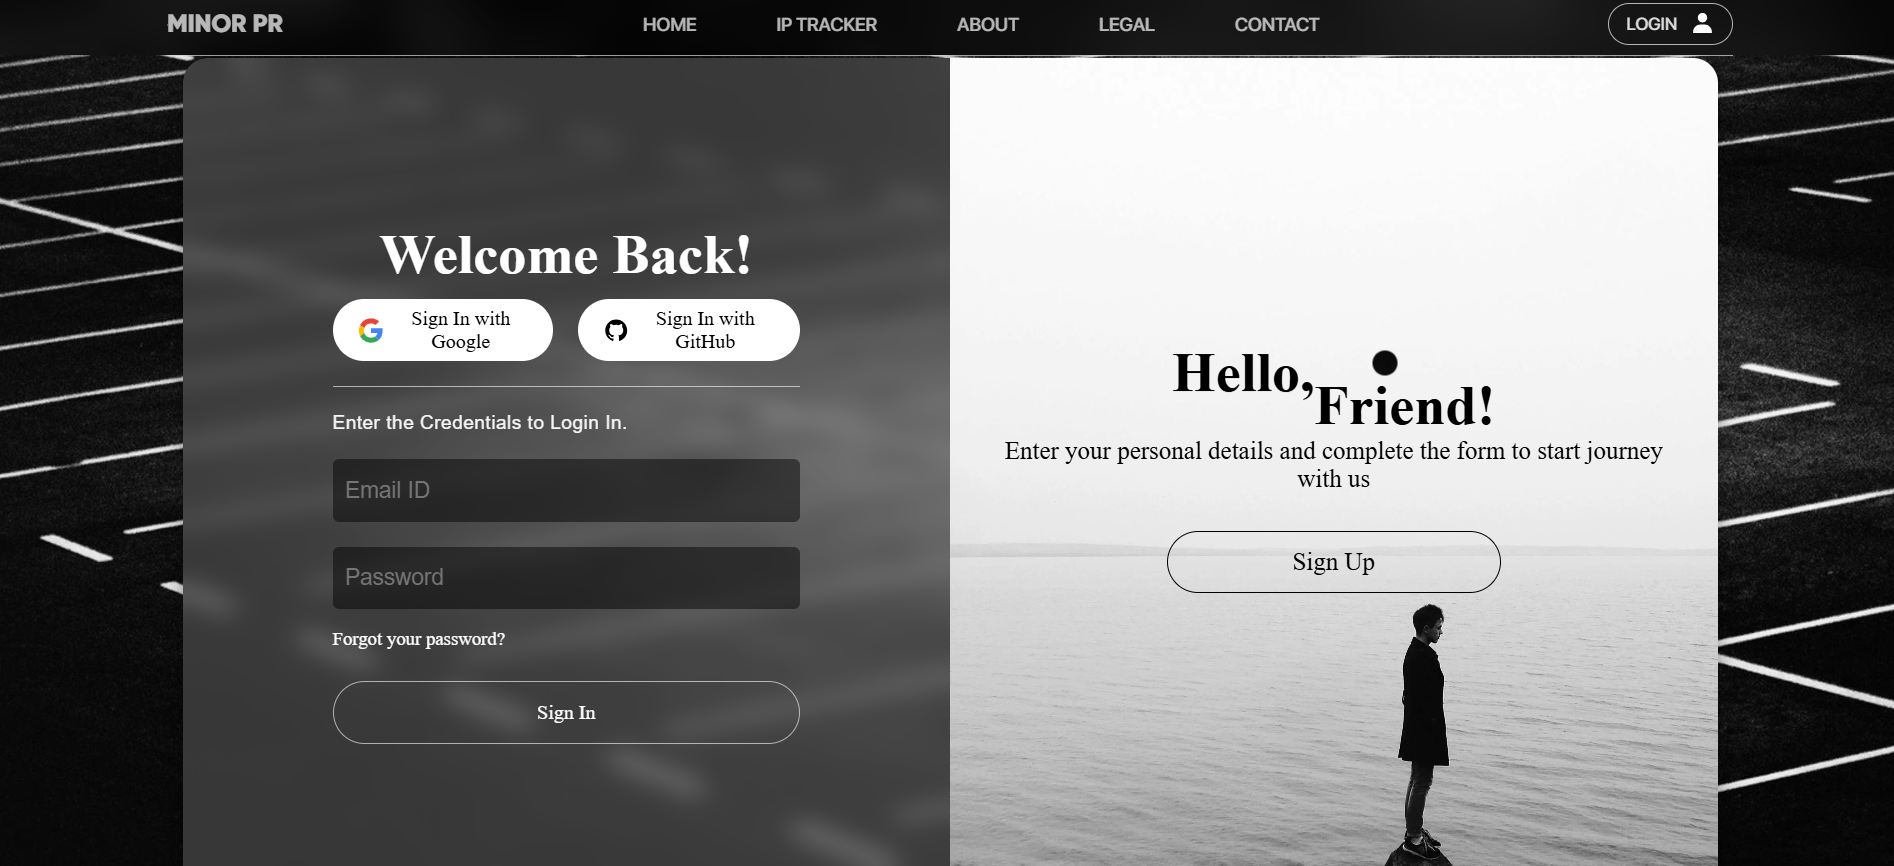 MINOR PR
HOME
IP TRACKER
ABOUT
LEGAL
CONTACT
LOGIN
Welcome Back!
Sign In with
Google
Sign In with
GitHub
Enter the Credentials to Login In.
Email ID
Password
Forgot your password?
Sign In
Hello,
Friend!
Enter your personal details and complete the form to start journey
with us
Sign Up